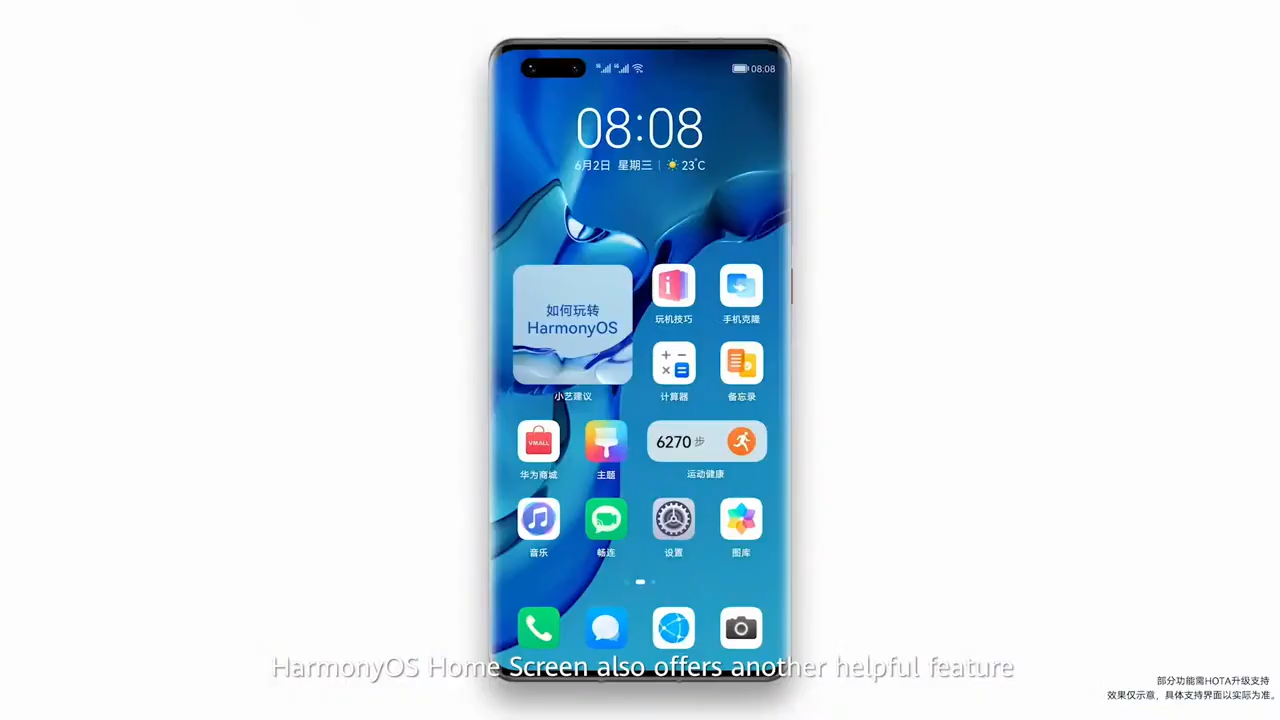 08:08
08:08
6月2日 星期三 | 23°C
如何玩转
HarmonyOS
玩机技巧
手机克隆
小艺建议
计算器
备忘录
VMALL
6270 步
华为商城
主题
运动健康
音乐
畅连
设置
图库
HarmonyOS Home Screen also offers another helpful feature
部分功能需HOTA升级支持
效果仅示意，具体支持界面以实际为准。